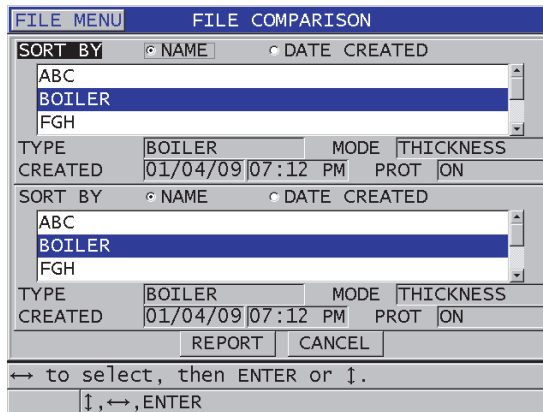 FILE MENU FILE COMPARISON
SORT BY NAME DATE CREATED
ABC
BOILER
FGH
TYPE BOILER MODE THICKNESS
CREATED 01/04/09 07:12 PM PROT ON
SORT BY NAME DATE CREATED
ABC
BOILER
FGH
TYPE BOILER MODE THICKNESS
CREATED 01/04/09 07:12 PM PROT ON
REPORT CANCEL
↔ to select, then ENTER or ↕.
↕,↔,ENTER